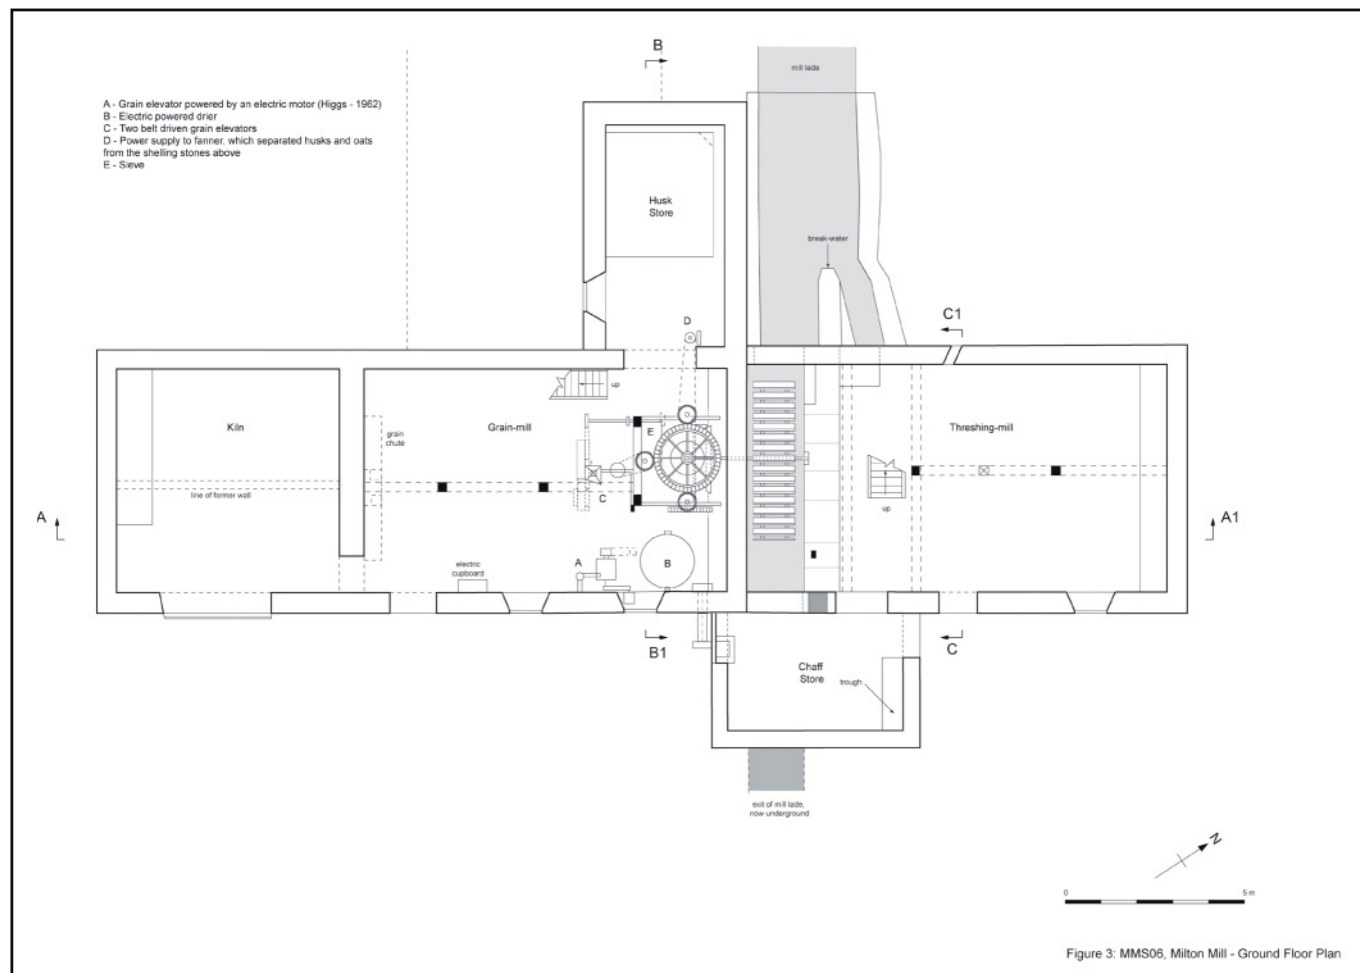 B
mill lade
A - Grain elevator powered by an electric motor (Higgs - 1962)
B - Electric powered drier
C - Two belt driven grain elevators
D - Power supply to fanner, which separated husks and oats
from the shelling stones above
E - Sieve
Husk
Store
break-water
C1
D
up
Kiln
grain
chute
Grain-mill
E
Threshing-mill
line of former wall
C
up
A
A1
electric
cupboard
A
B
B1
C
Chaff
Store
trough
exit of mill lade,
now underground
N
0
5 m
Figure 3: MMS06, Milton Mill - Ground Floor Plan